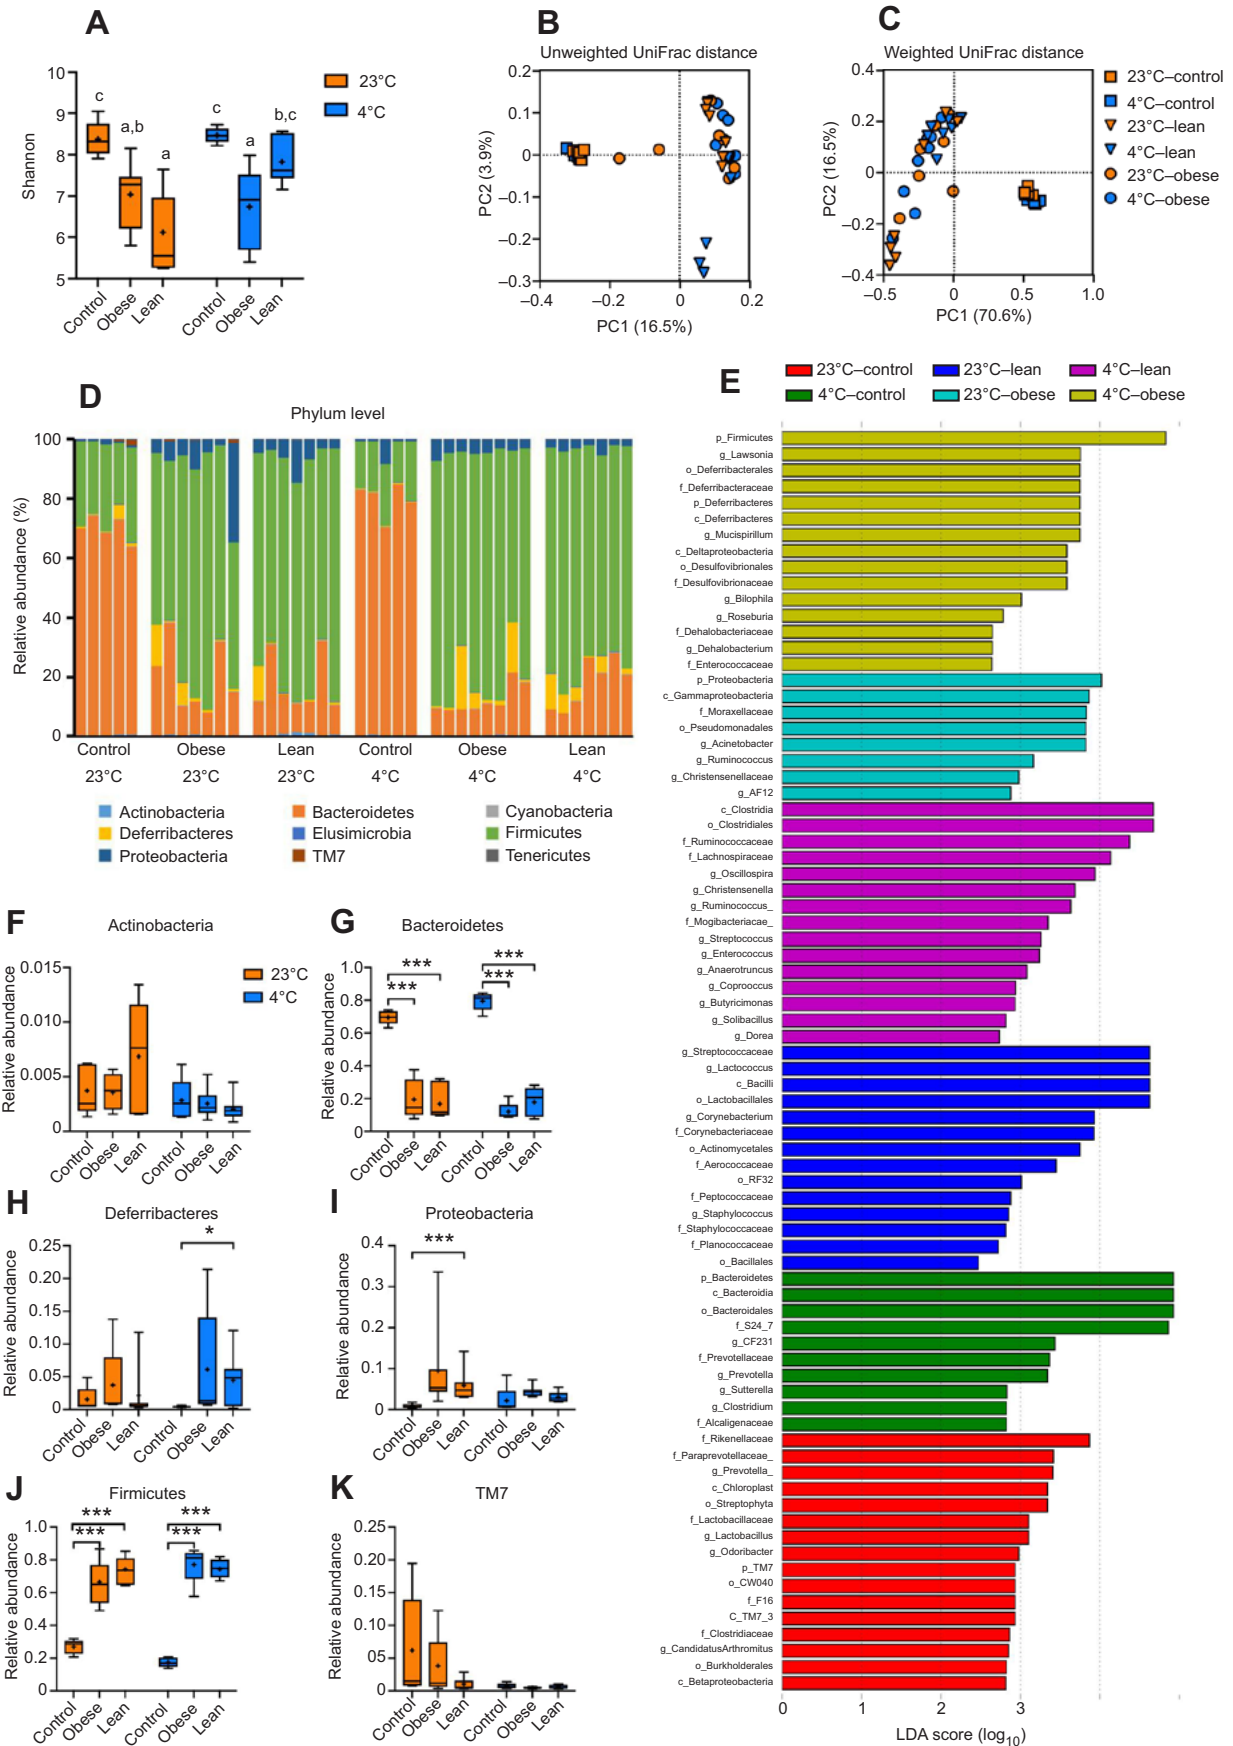 A
Shannon
10
9
8
7
6
5
c
a,b
a
c
a
b,c
Control
Obese
Lean
Control
Obese
Lean
23°C
4°C
B
Unweighted UniFrac distance
PC2 (3.9%)
0.2
0.1
0
–0.1
–0.2
–0.3
–0.4
–0.2
0
0.2
PC1 (16.5%)
C
Weighted UniFrac distance
PC2 (16.5%)
0.4
0.2
0
–0.2
–0.4
–0.5
0
0.5
1.0
PC1 (70.6%)
23°C–control
4°C–control
23°C–lean
4°C–lean
23°C–obese
4°C–obese
D
Phylum level
Relative abundance (%)
100
80
60
40
20
0
Control Obese Lean Control Obese Lean
23°C 23°C 23°C 4°C 4°C 4°C
Actinobacteria Bacteroidetes Cyanobacteria
Deferribacteres Elusimicrobia Firmicutes
Proteobacteria TM7 Tenericutes
E
23°C–control 23°C–lean 4°C–lean
4°C–control 23°C–obese 4°C–obese
p_Firmicutes
g_Lawsonia
o_Deferribacterales
f_Deferribacteraceae
p_Deferribacteres
c_Deferribacteres
g_Mucispirillum
c_Deltaproteobacteria
o_Desulfovibrionales
f_Desulfovibrionaceae
g_Bilophila
g_Roseburia
f_Dehalobacteriaceae
g_Dehalobacterium
f_Enterococcaceae
p_Proteobacteria
c_Gammaproteobacteria
f_Moraxellaceae
o_Pseudomonadales
g_Acinetobacter
g_Ruminococcus
g_Christensenellaceae
g_AF12
c_Clostridia
o_Clostridiales
f_Ruminococcaceae
f_Lachnospiraceae
g_Oscillospira
g_Christensenella
g_Ruminococcus_
f_Mogibacteriacae_
g_Streptococcus
g_Enterococcus
g_Anaerotruncus
g_Coprooccus
g_Butyricimonas
g_Solibacillus
g_Dorea
g_Streptococcaceae
g_Lactococcus
c_Bacilli
o_Lactobacillales
g_Corynebacterium
f_Corynebacteriaceae
o_Actinomycetales
f_Aerococcaceae
o_RF32
f_Peptococcaceae
g_Staphylococcus
f_Staphylococcaceae
f_Planococcaceae
o_Bacillales
p_Bacteroidetes
c_Bacteroidia
o_Bacteroidales
f_S24_7
g_CF231
f_Prevotellaceae
g_Prevotella
g_Sutterella
g_Clostridium
f_Alcaligenaceae
f_Rikenellaceae
f_Paraprevotellaceae_
g_Prevotella_
c_Chloroplast
o_Streptophyta
f_Lactobacillaceae
g_Lactobacillus
g_Odoribacter
p_TM7
o_CW040
f_F16
C_TM7_3
f_Clostridiaceae
g_CandidatusArthromitus
o_Burkholderales
c_Betaproteobacteria
0 1 2 3
LDA score (log10)
F
Actinobacteria
Relative abundance
0.015
0.010
0.005
0
Control
Obese
Lean
Control
Obese
Lean
23°C
4°C
G
Bacteroidetes
Relative abundance
1.0
0.8
0.6
0.4
0.2
0
***
***
***
***
Control
Obese
Lean
Control
Obese
Lean
H
Deferribacteres
Relative abundance
0.25
0.20
0.15
0.10
0.05
0
*
Control
Obese
Lean
Control
Obese
Lean
I
Proteobacteria
Relative abundance
0.4
0.3
0.2
0.1
0
***
Control
Obese
Lean
Control
Obese
Lean
J
Firmicutes
Relative abundance
1.0
0.8
0.6
0.4
0.2
0
***
***
***
***
Control
Obese
Lean
Control
Obese
Lean
K
TM7
Relative abundance
0.25
0.20
0.15
0.10
05
0
Control
Obese
Lean
Control
Obese
Lean